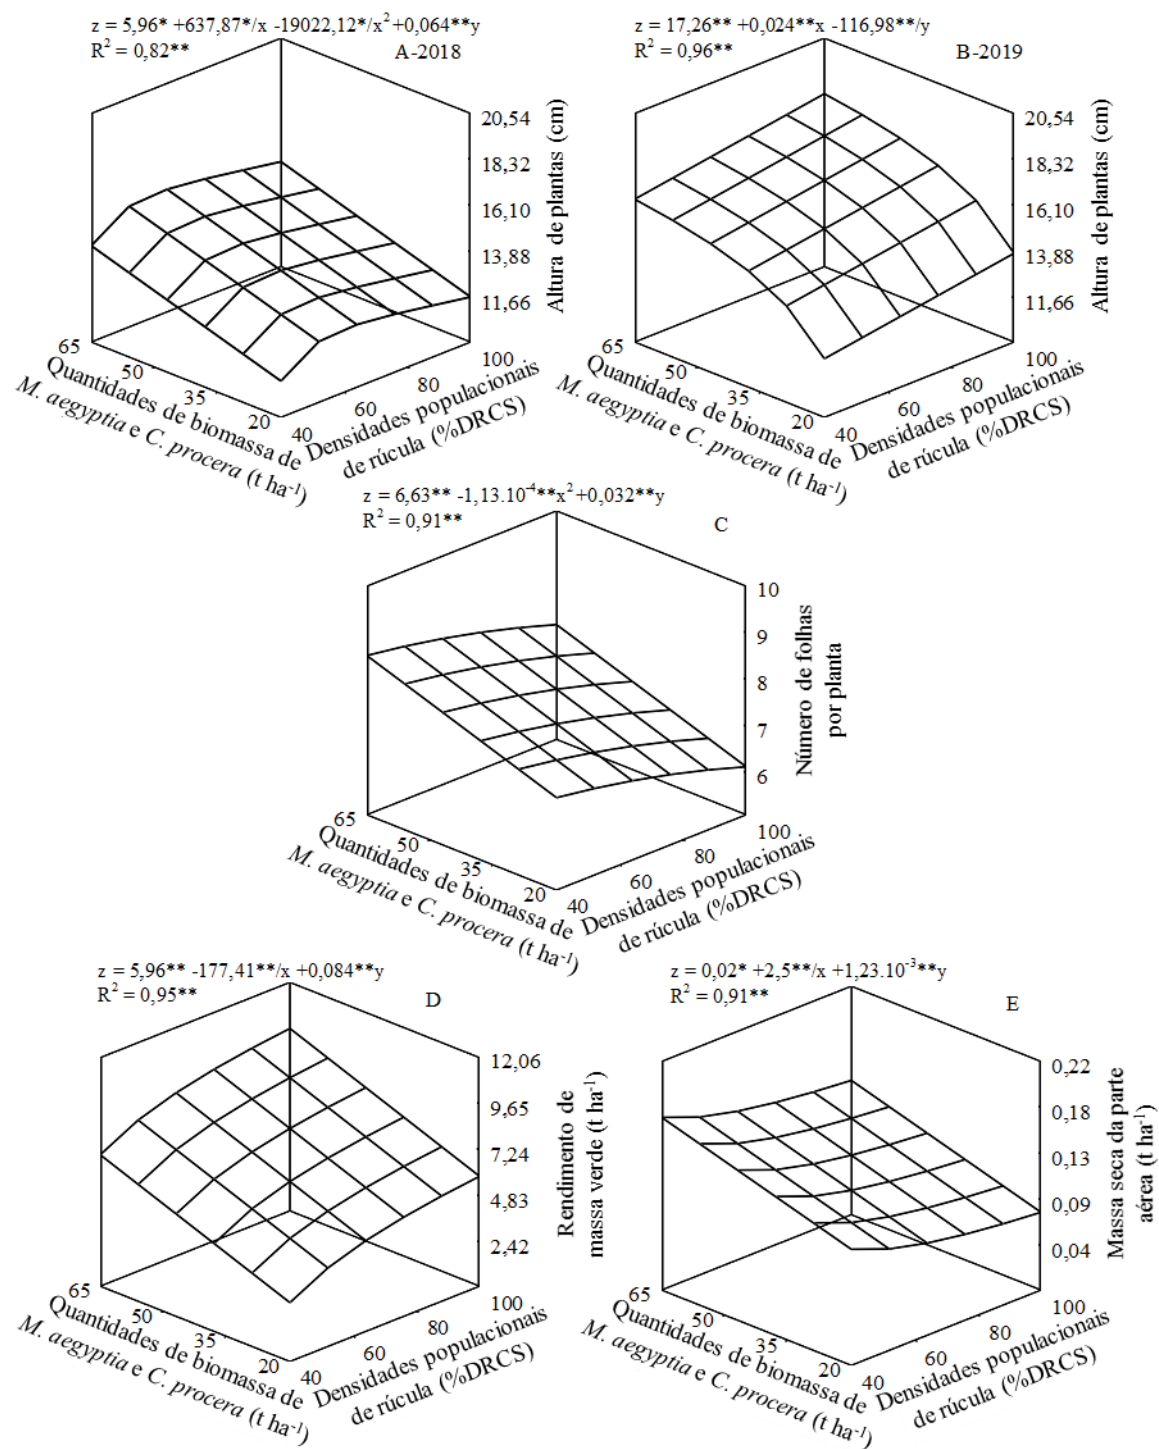 z = 5,96* +637,87*/x -19022,12*/x² +0,064**y
R² = 0,82**
A-2018
20,54
18,32
16,10
13,88
11,66
Altura de plantas (cm)
65
50
35
20
Quantidades de biomassa de
M. aegyptia e C. procera (t ha⁻¹)
40
60
80
100
Densidades populacionais
de rúcula (%DRCS)
z = 17,26** +0,024**x -116,98**/y
R² = 0,96**
B-2019
20,54
18,32
16,10
13,88
11,66
Altura de plantas (cm)
65
50
35
20
Quantidades de biomassa de
M. aegyptia e C. procera (t ha⁻¹)
40
60
80
100
Densidades populacionais
de rúcula (%DRCS)
z = 6,63** -1,13.10⁻⁴**x² +0,032**y
R² = 0,91**
C
10
9
8
7
6
Número de folhas
por planta
65
50
35
20
Quantidades de biomassa de
M. aegyptia e C. procera (t ha⁻¹)
40
60
80
100
Densidades populacionais
de rúcula (%DRCS)
z = 5,96** -177,41**/x +0,084**y
R² = 0,95**
D
12,06
9,65
7,24
4,83
2,42
Rendimento de
massa verde (t ha⁻¹)
65
50
35
20
Quantidades de biomassa de
M. aegyptia e C. procera (t ha⁻¹)
40
60
80
100
Densidades populacionais
de rúcula (%DRCS)
z = 0,02* +2,5**/x +1,23.10⁻³**y
R² = 0,91**
E
0,22
0,18
0,13
0,09
0,04
Massa seca da parte
aérea (t ha⁻¹)
65
50
35
20
Quantidades de biomassa de
M. aegyptia e C. procera (t ha⁻¹)
40
60
80
100
Densidades populacionais
de rúcula (%DRCS)